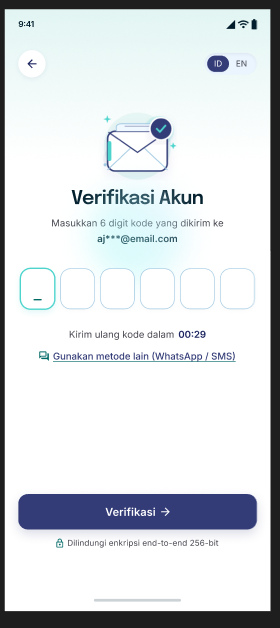 9:41
ID EN
Verifikasi Akun
Masukkan 6 digit kode yang dikirim ke
aj***@email.com
_
Kirim ulang kode dalam 00:29
Gunakan metode lain (WhatsApp / SMS)
Verifikasi →
Dilindungi enkripsi end-to-end 256-bit